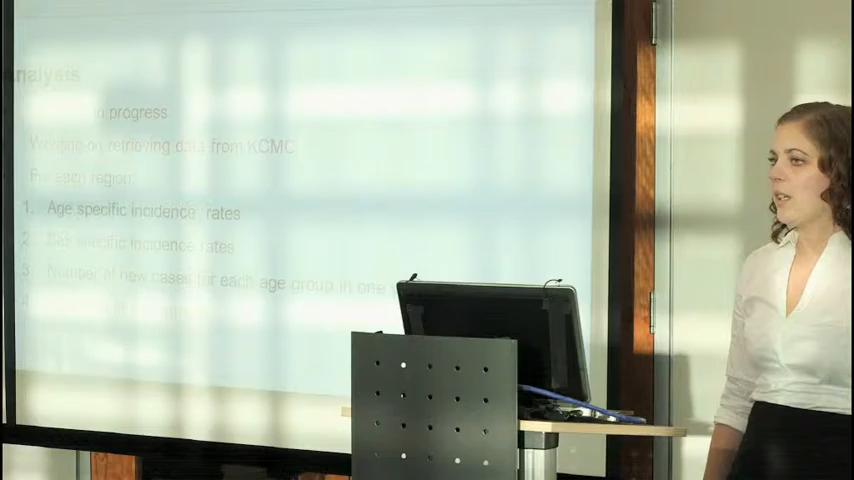 Analysis
in progress
Working on retrieving data from KCMC
For each region:
1. Age specific incidence rates
2. specific incidence rates
3. Number of new cases for each age group in one